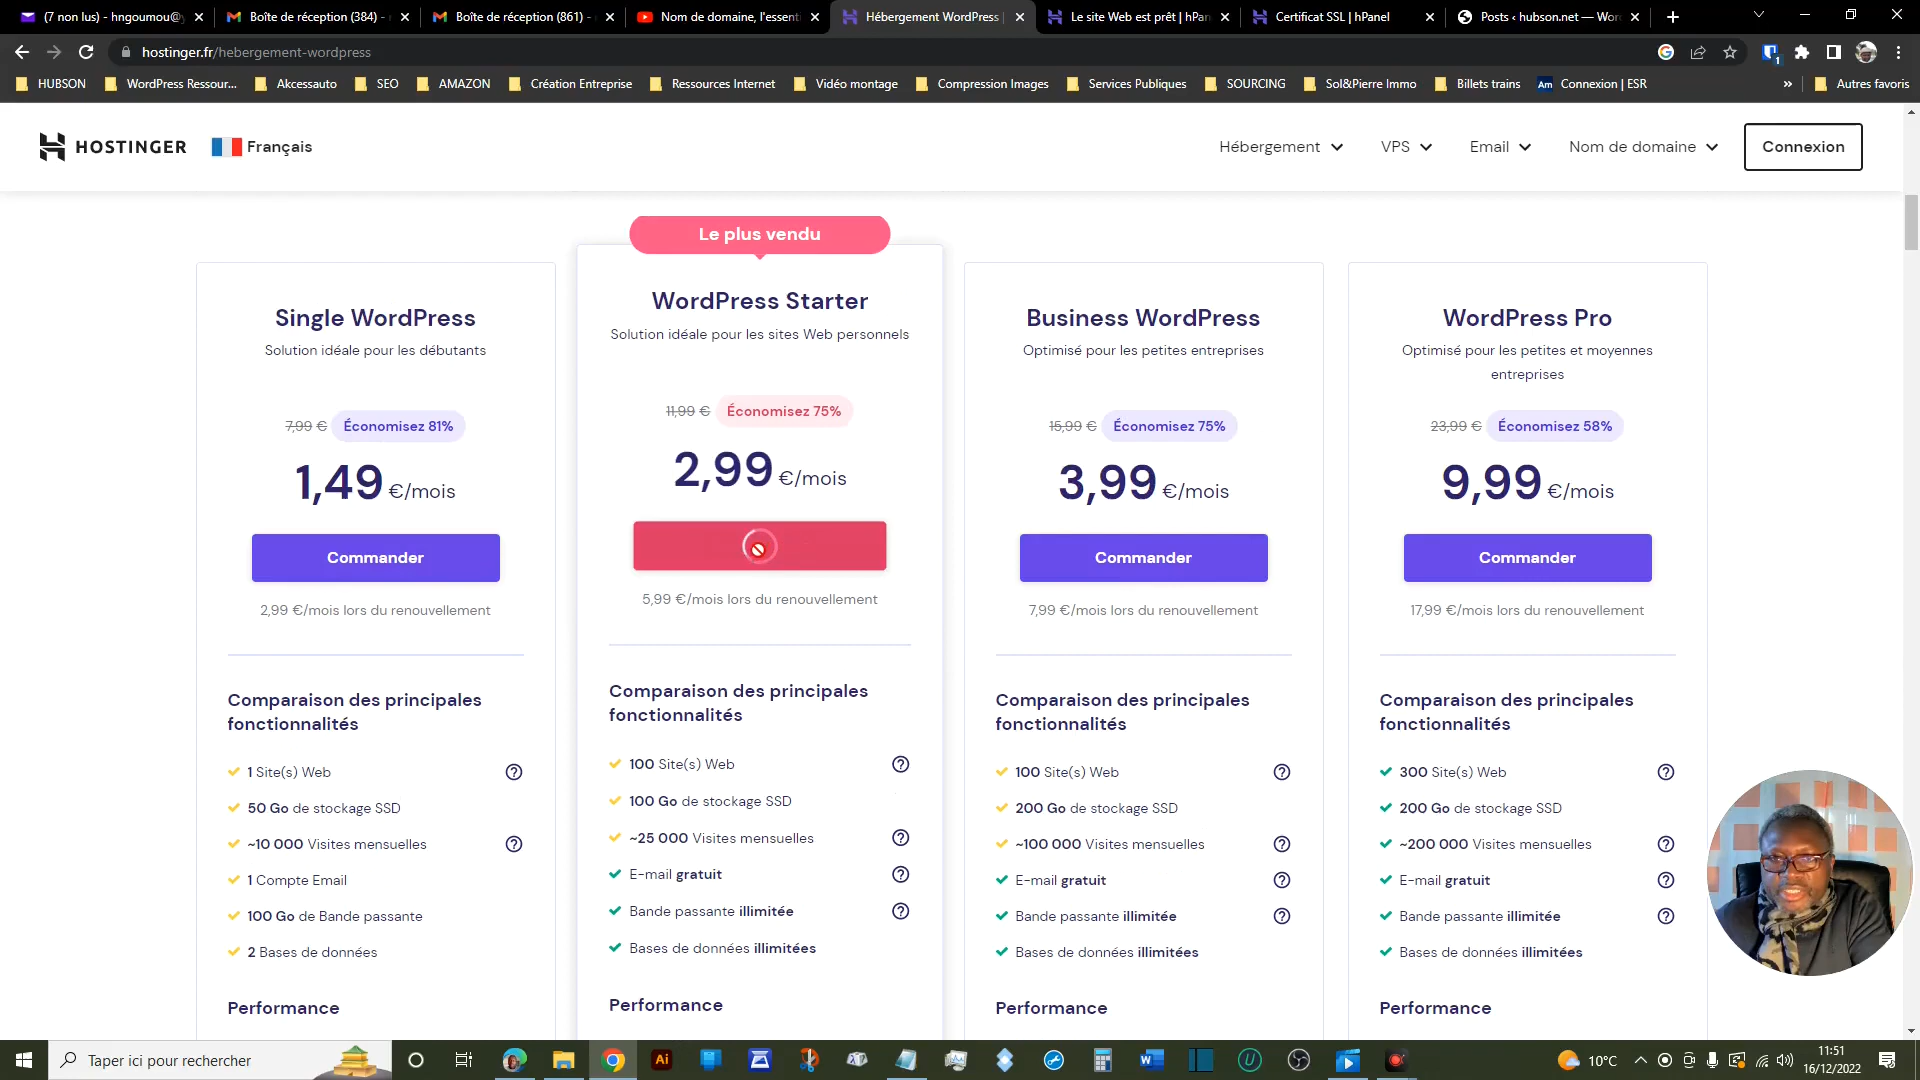 (7 non lus) - hngoumou@y
Boîte de réception (384) -
Boîte de réception (861) -
Nom de domaine, l'essenti
Hébergement WordPress |
Le site Web est prêt | hPan
Certificat SSL | hPanel
Posts ‹ hubson.net — Wor
hostinger.fr/hebergement-wordpress
HUBSON
WordPress Ressour...
Akcessauto
SEO
AMAZON
Création Entreprise
Ressources Internet
Vidéo montage
Compression Images
Services Publiques
SOURCING
Sol&Pierre Immo
Billets trains
Am Connexion | ESR
»
Autres favoris
HOSTINGER
Français
Hébergement
VPS
Email
Nom de domaine
Connexion
Le plus vendu
Single WordPress
Solution idéale pour les débutants
7,99 € Économisez 81%
1,49 €/mois
Commander
2,99 €/mois lors du renouvellement
Comparaison des principales
fonctionnalités
1 Site(s) Web
50 Go de stockage SSD
~10 000 Visites mensuelles
1 Compte Email
100 Go de Bande passante
2 Bases de données
Performance
WordPress Starter
Solution idéale pour les sites Web personnels
11,99 € Économisez 75%
2,99 €/mois
5,99 €/mois lors du renouvellement
Comparaison des principales
fonctionnalités
100 Site(s) Web
100 Go de stockage SSD
~25 000 Visites mensuelles
E-mail gratuit
Bande passante illimitée
Bases de données illimitées
Performance
Business WordPress
Optimisé pour les petites entreprises
15,99 € Économisez 75%
3,99 €/mois
Commander
7,99 €/mois lors du renouvellement
Comparaison des principales
fonctionnalités
100 Site(s) Web
200 Go de stockage SSD
~100 000 Visites mensuelles
E-mail gratuit
Bande passante illimitée
Bases de données illimitées
Performance
WordPress Pro
Optimisé pour les petites et moyennes
entreprises
23,99 € Économisez 58%
9,99 €/mois
Commander
17,99 €/mois lors du renouvellement
Comparaison des principales
fonctionnalités
300 Site(s) Web
200 Go de stockage SSD
~200 000 Visites mensuelles
E-mail gratuit
Bande passante illimitée
Bases de données illimitées
Performance
Taper ici pour rechercher
Ai
10°C
11:51
16/12/2022